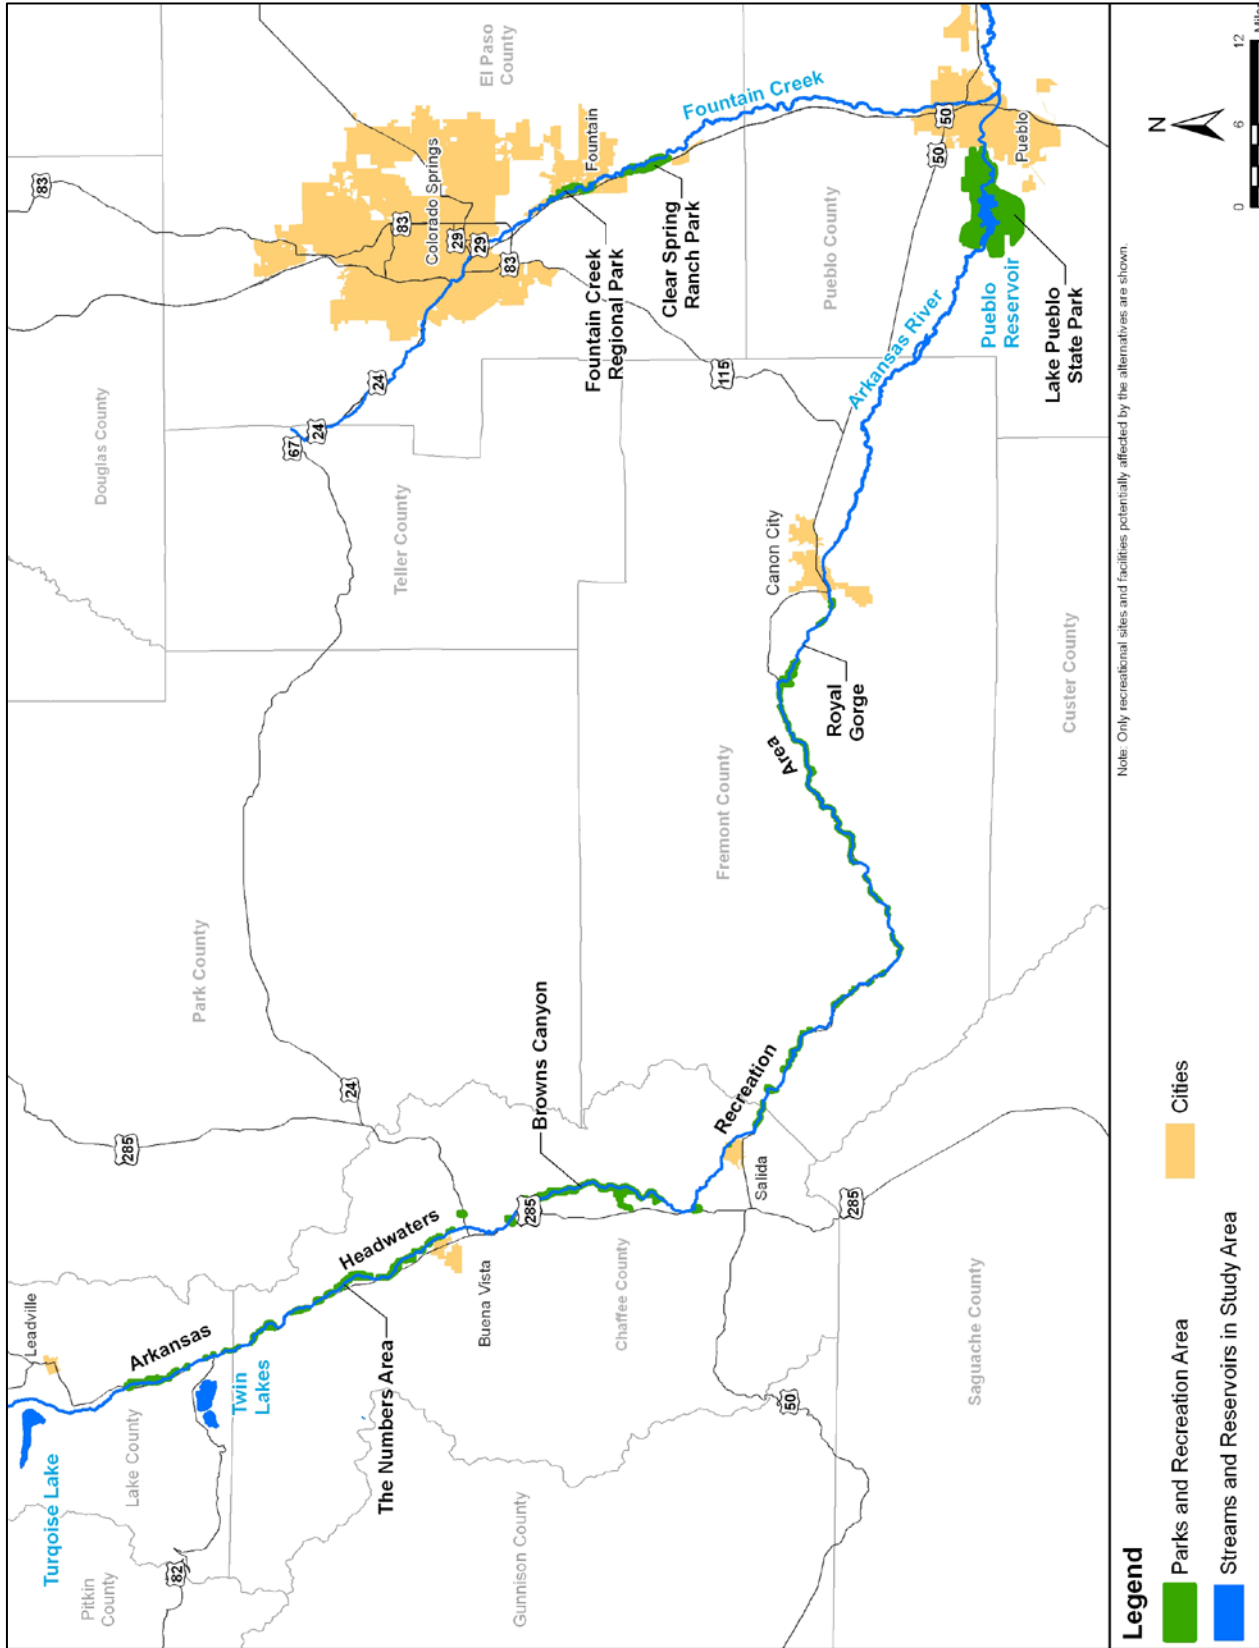 83
Turqoise Lake
Leadville
285
Pitkin
County
Lake County
Douglas County
82
Arkansas
Twin
Lakes
Park County
67
24
24
El Paso
County
83
Colorado Springs
29
29
83
24
Headwaters
The Numbers Area
Teller County
Buena Vista
285
Gunnison County
Browns Canyon
Fountain
Fountain Creek
Regional Park
Clear Spring
Ranch Park
Fountain Creek
Chaffee County
115
Fremont County
Recreation
Salida
50
285
Area
Canon City
Royal
Gorge
Pueblo County
Arkansas River
50
50
Pueblo
Saguache County
Custer County
Pueblo
Reservoir
Lake Pueblo
State Park
Note: Only recreational sites and facilities potentially affected by the alternatives are shown.
Legend
Parks and Recreation Area
Cities
Streams and Reservoirs in Study Area
N
0 6 12